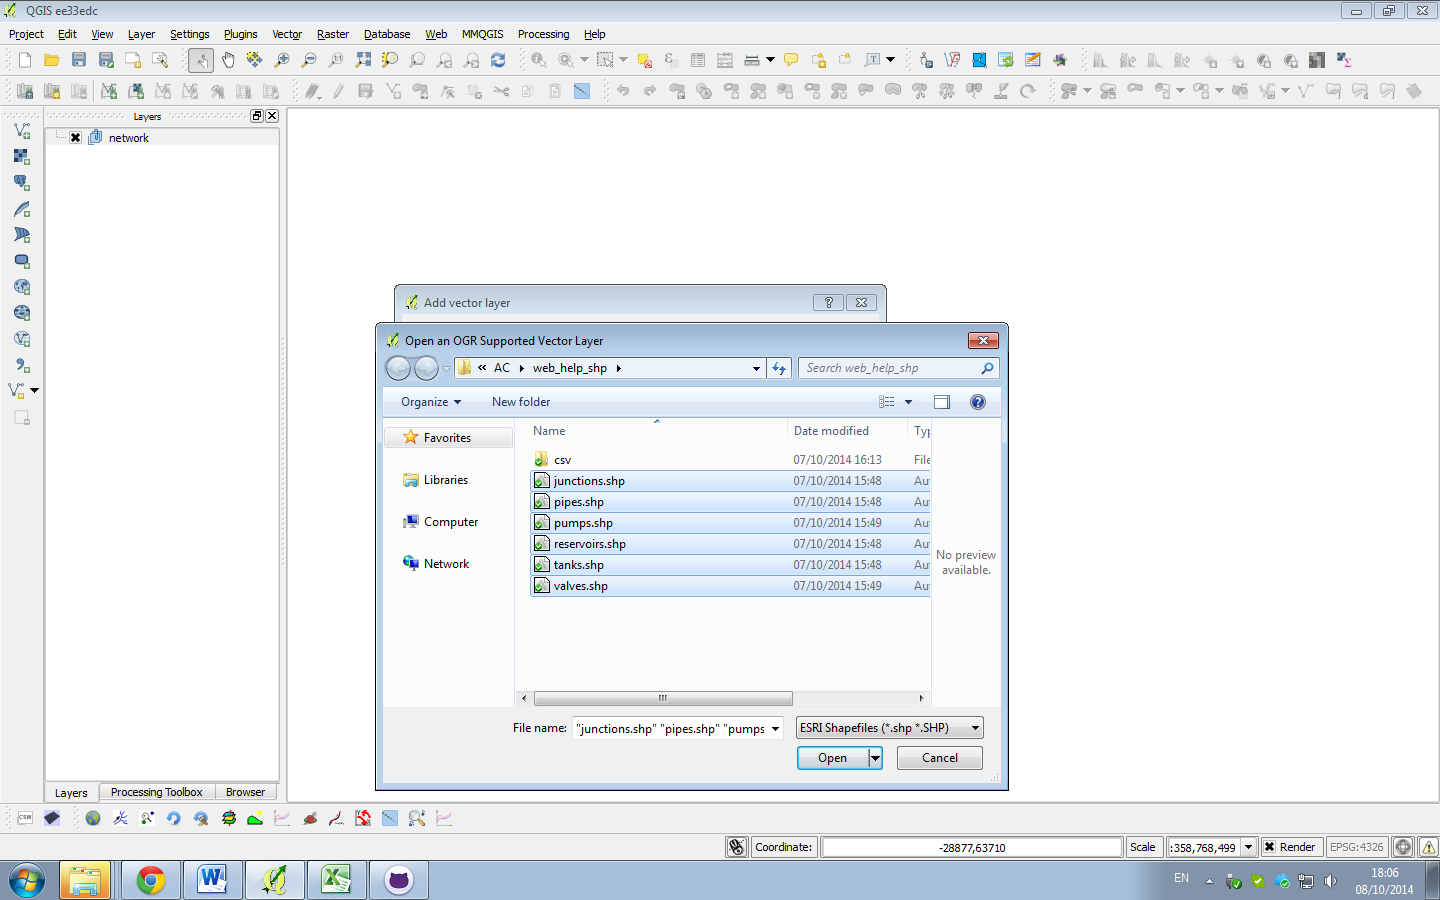 QGIS ee33edc
Project Edit View Layer Settings Plugins Vector Raster Database Web MMQGIS Processing Help
Layers
network
Add vector layer
Open an OGR Supported Vector Layer
« AC web_help_shp
Search web_help_shp
Organize New folder
Favorites
Libraries
Computer
Network
Name Date modified Typ
csv 07/10/2014 16:13 File
junctions.shp 07/10/2014 15:48 Au
pipes.shp 07/10/2014 15:48 Au
pumps.shp 07/10/2014 15:49 Au
reservoirs.shp 07/10/2014 15:48 Au
tanks.shp 07/10/2014 15:48 Au
valves.shp 07/10/2014 15:49 Au
No preview
available.
File name: "junctions.shp" "pipes.shp" "pumps
ESRI Shapefiles (*.shp *.SHP)
Open Cancel
Layers Processing Toolbox Browser
CSW
Coordinate: -28877,63710 Scale :358,768,499 Render EPSG:4326
EN
18:06
08/10/2014